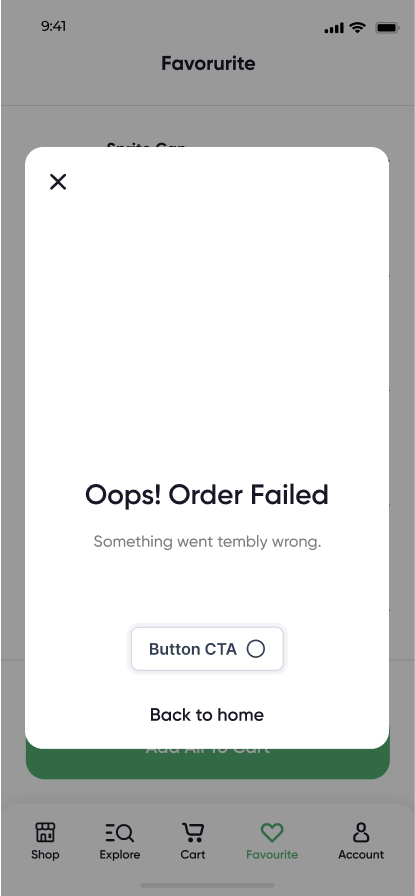 9:41
Favorurite
Sprite Can
Oops! Order Failed
Something went tembly wrong.
Button CTA
Back to home
Add All To Cart
Shop
Explore
Cart
Favourite
Account